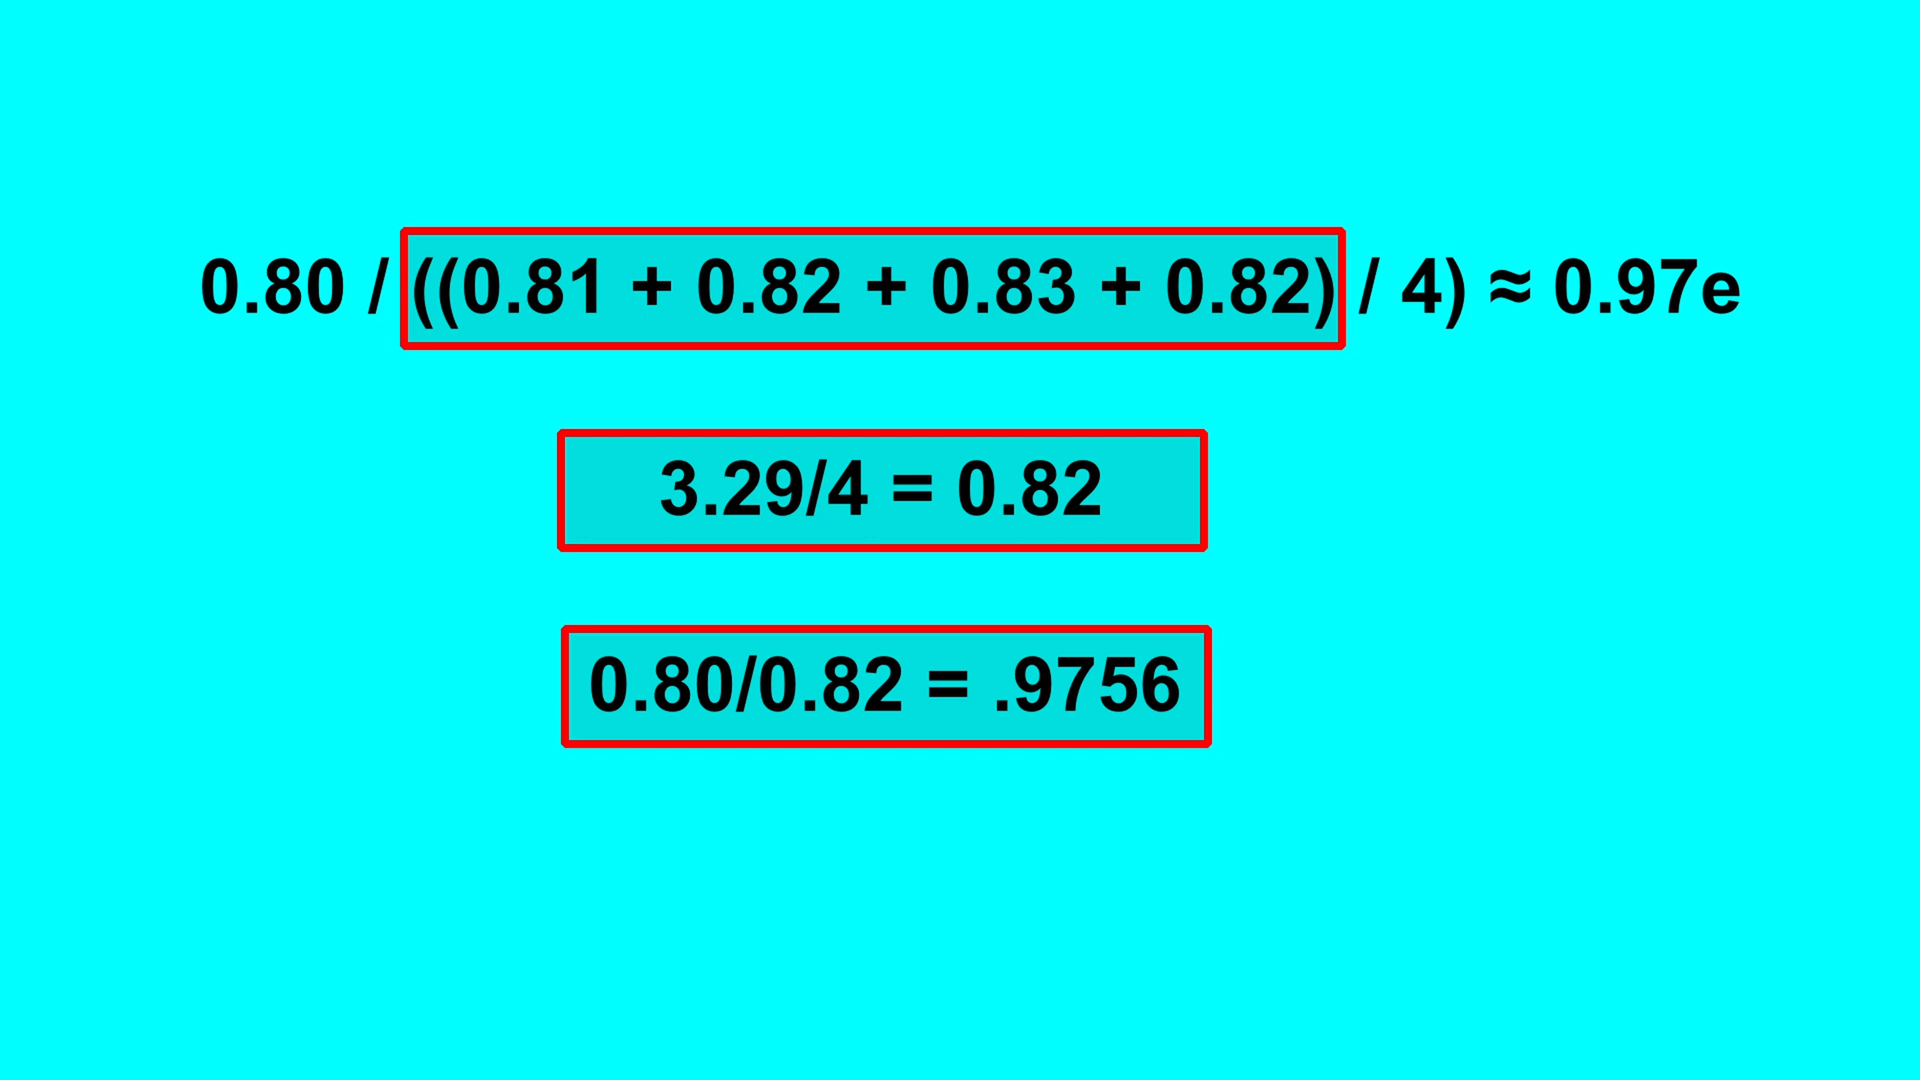 0.80 / ((0.81 + 0.82 + 0.83 + 0.82) / 4) ≈ 0.97e
3.29/4 = 0.82
0.80/0.82 = .9756